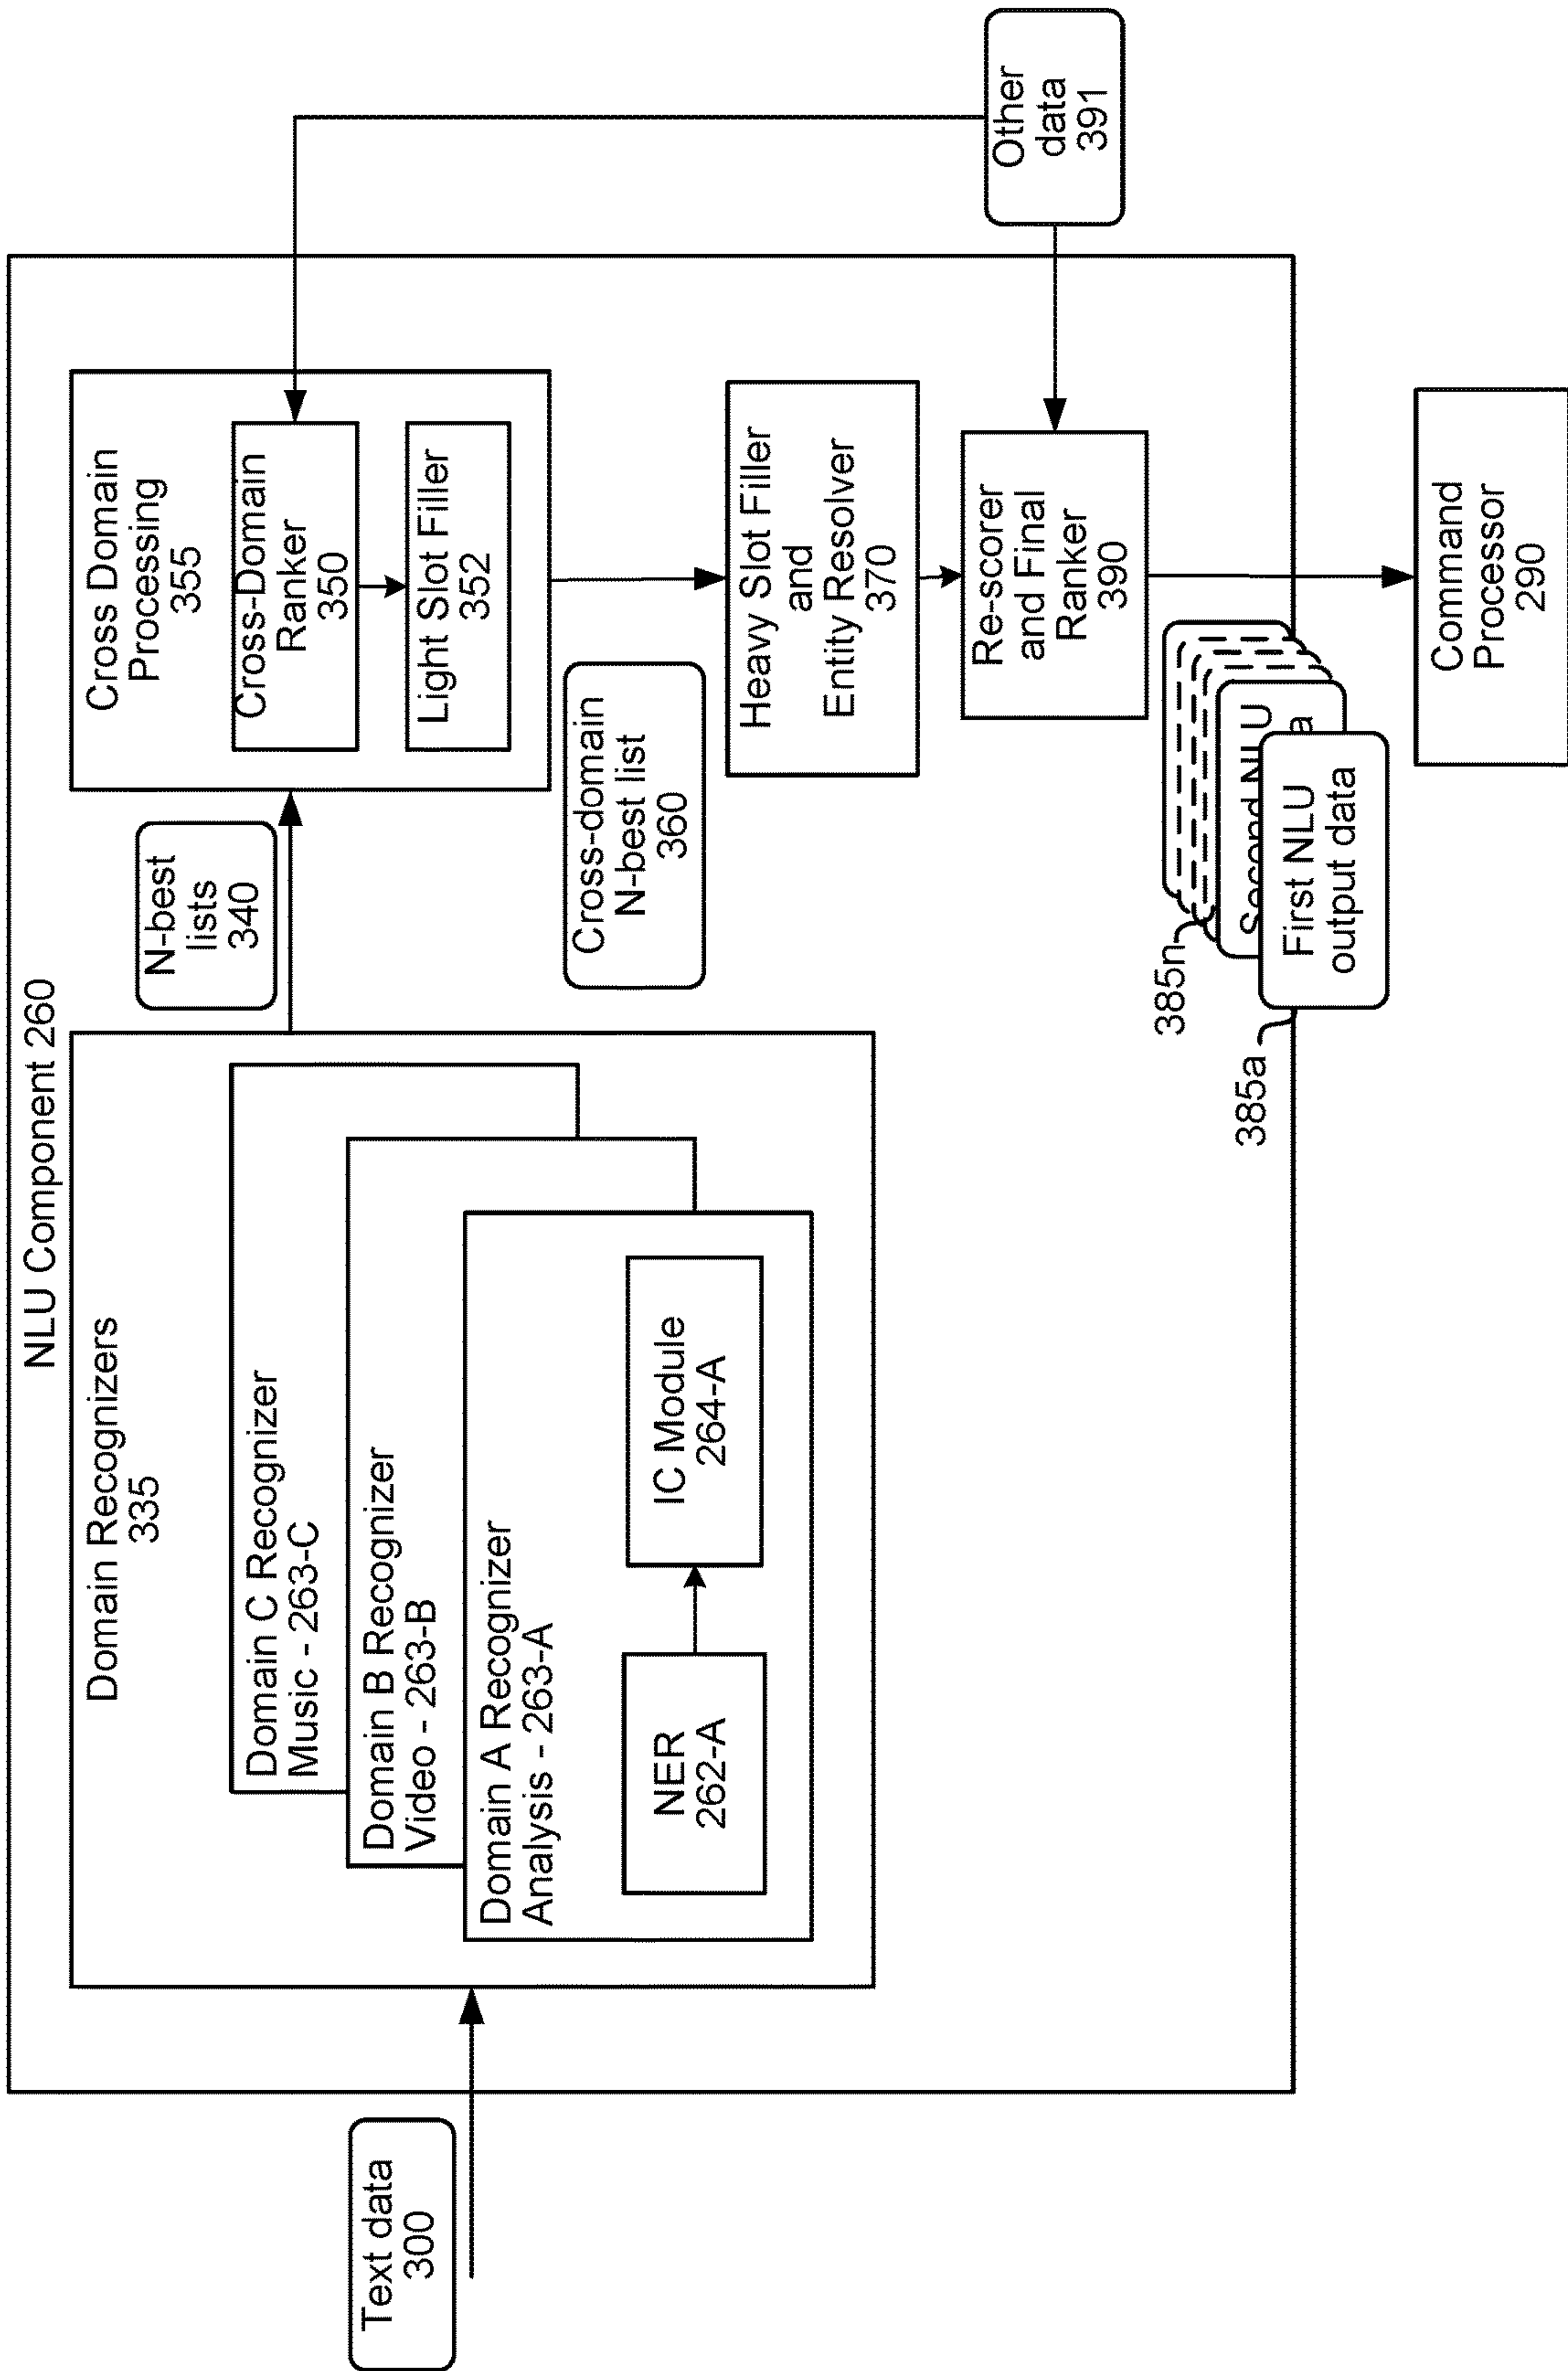 NLU Component 260
Text data
300
Domain Recognizers
335
Domain C Recognizer
Music - 263-C
Domain B Recognizer
Video - 263-B
Domain A Recognizer
Analysis - 263-A
NER
262-A
IC Module
264-A
N-best
lists
340
Cross Domain
Processing
355
Cross-Domain
Ranker
350
Light Slot Filler
352
Cross-domain
N-best list
360
Heavy Slot Filler
and
Entity Resolver
370
Re-scorer
and Final
Ranker
390
Other
data
391
385n
Second NLU
a
385a
First NLU
output data
Command
Processor
290